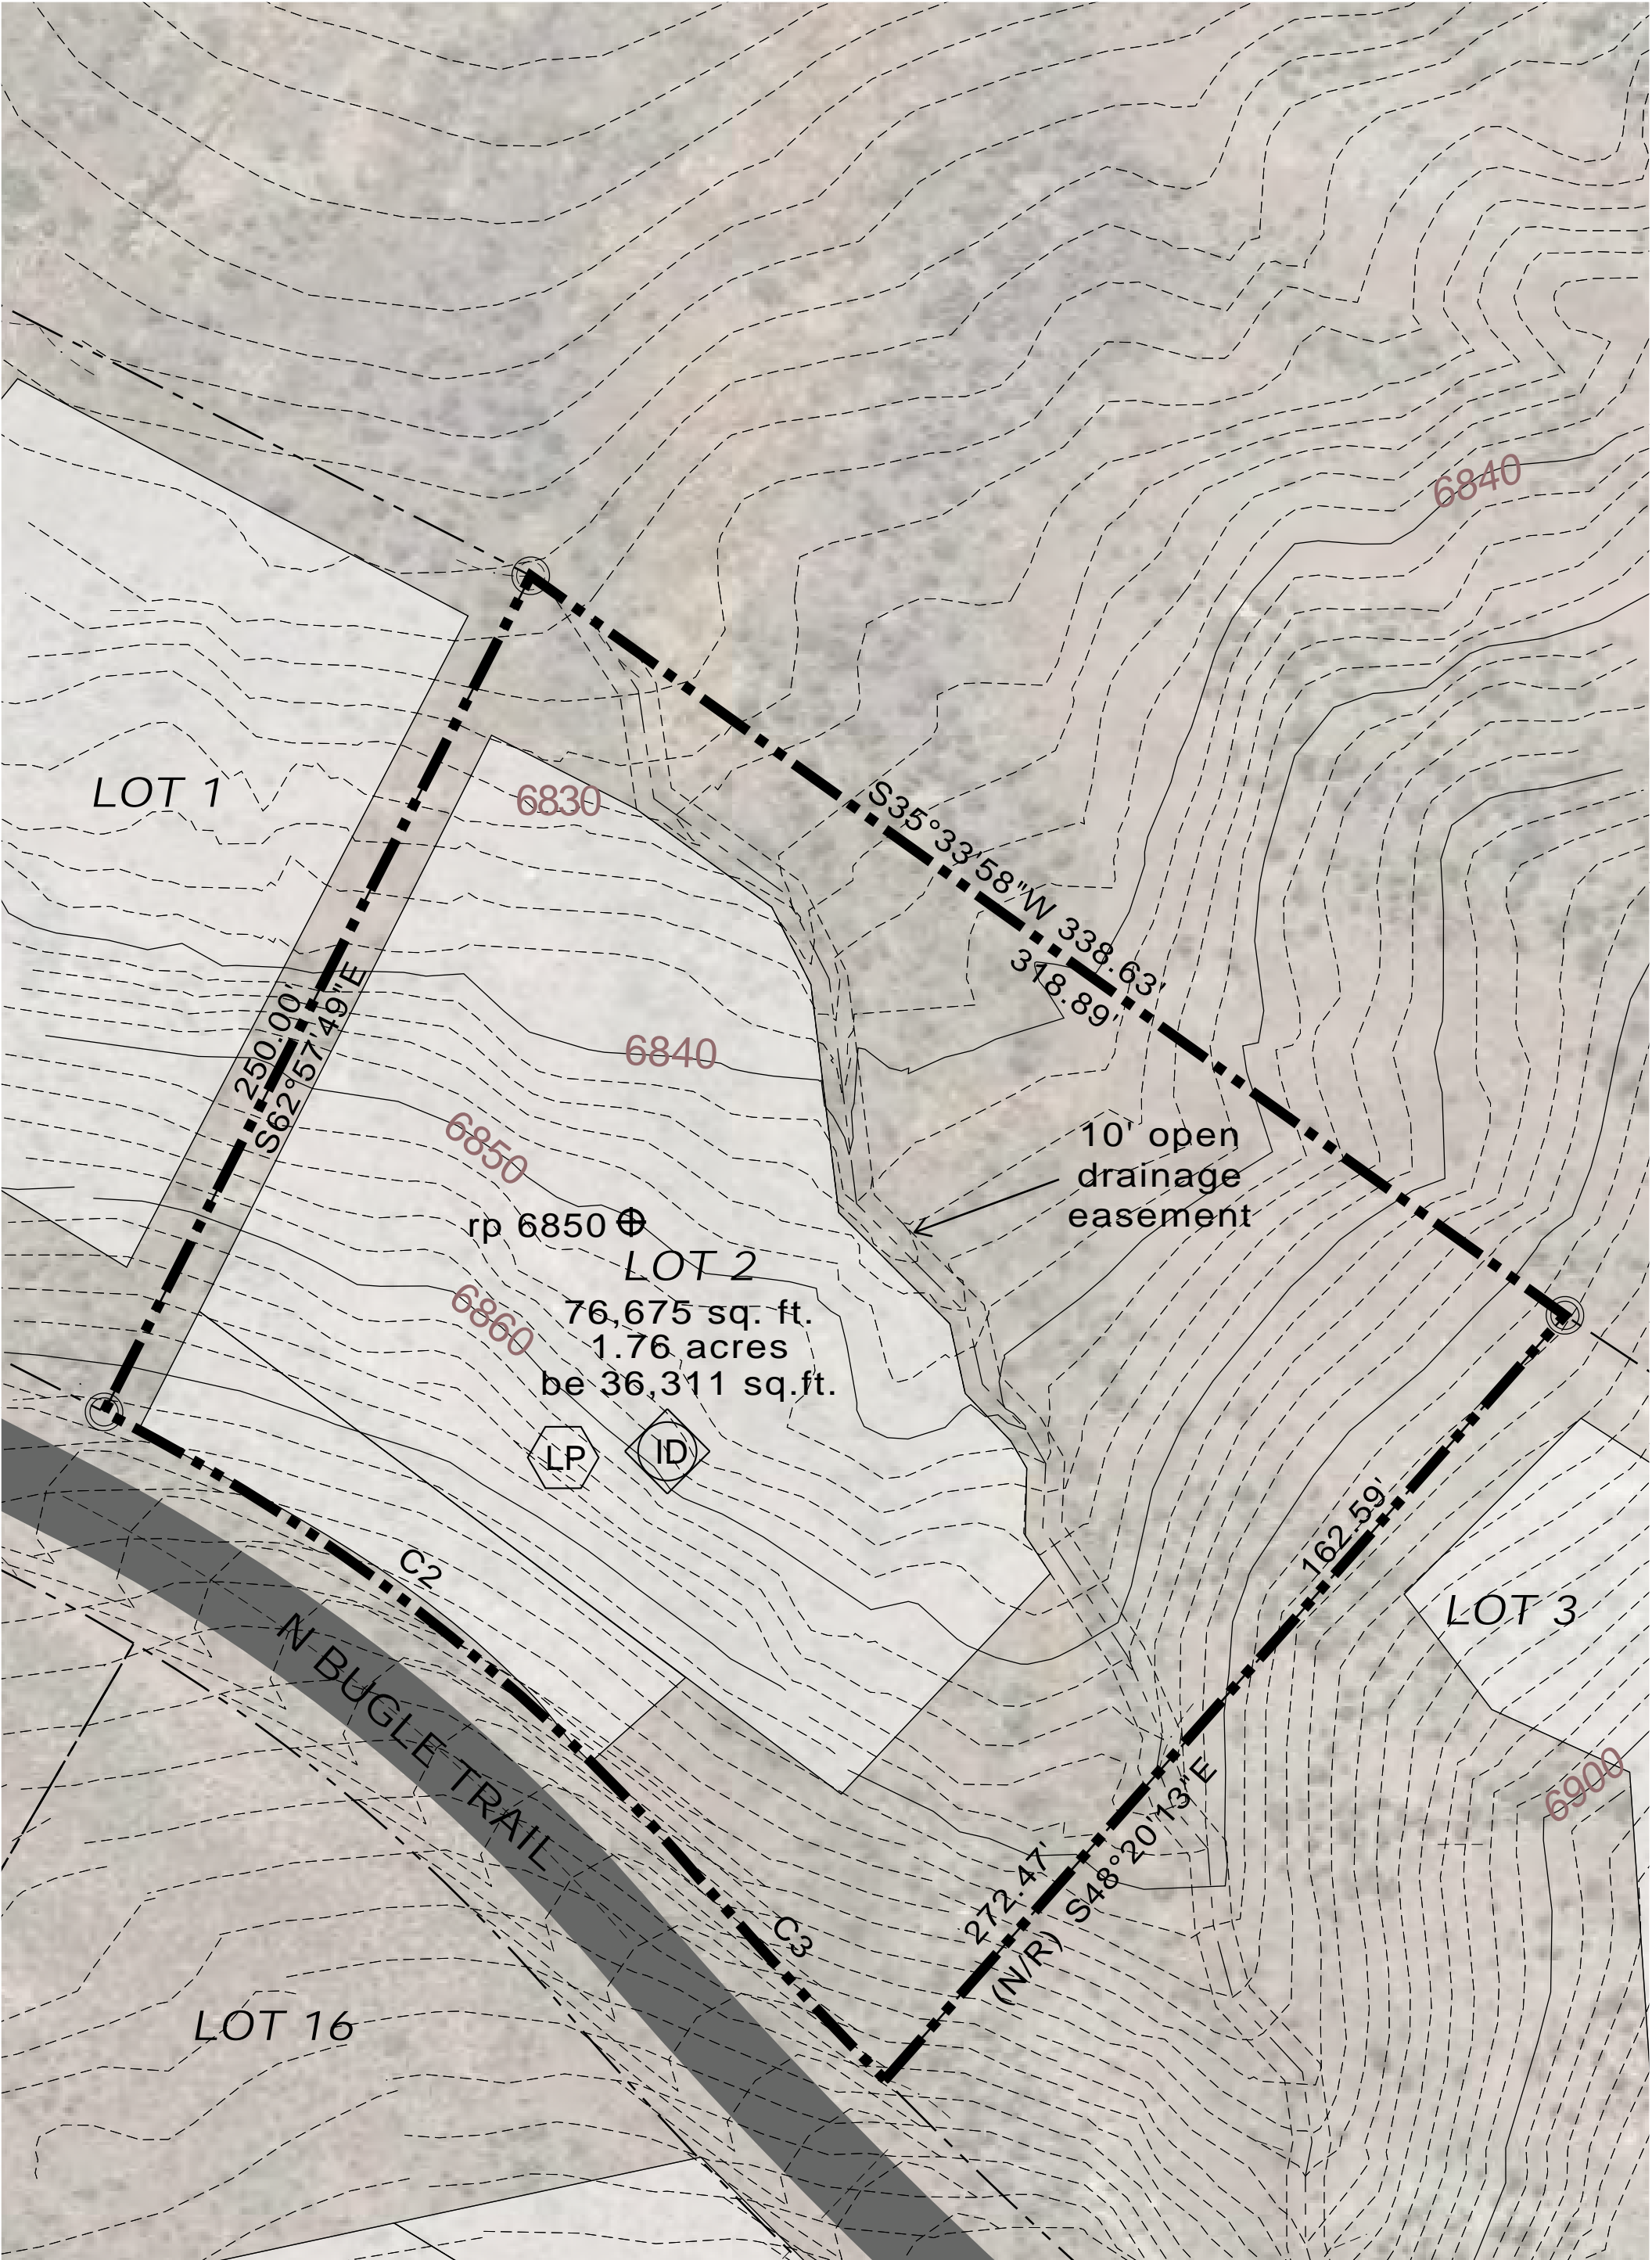 6840
LOT 1
6830
S35°33'58"W 338.63'
318.89'
250.00'
S62°57'49"E
6840
6850
10' open
drainage
easement
rp 6850
LOT 2
76,675 sq. ft.
1.76 acres
be 36,311 sq.ft.
6860
LP
ID
162.59'
C2
LOT 3
N BUGLE TRAIL
6900
272.47'
S48°20'13"E
(N/R)
C3
LOT 16